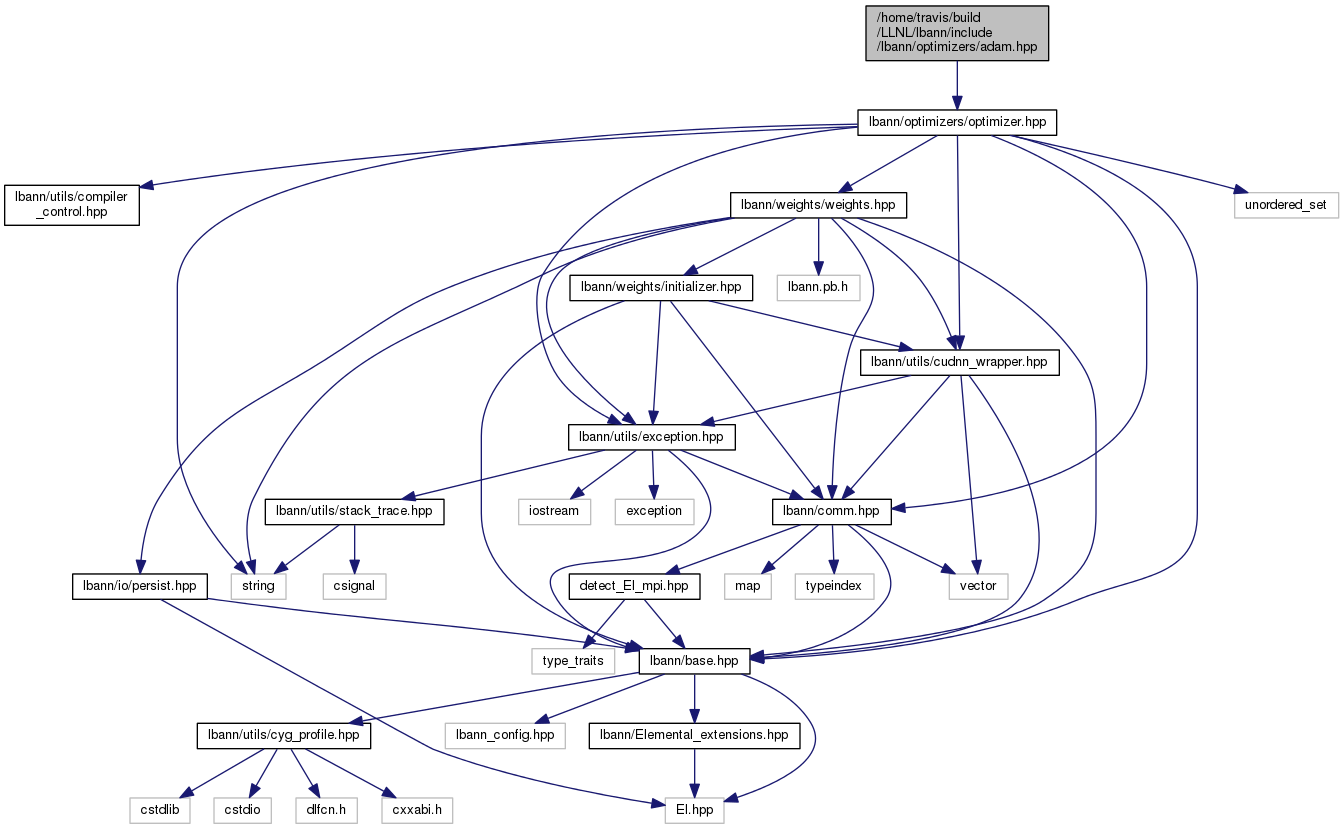 /home/travis/build
/LLNL/lbann/include
/lbann/optimizers/adam.hpp
lbann/optimizers/optimizer.hpp
lbann/utils/compiler
_control.hpp
lbann/weights/weights.hpp
unordered_set
lbann/weights/initializer.hpp
lbann.pb.h
lbann/utils/cudnn_wrapper.hpp
lbann/utils/exception.hpp
lbann/utils/stack_trace.hpp
iostream
exception
lbann/comm.hpp
lbann/io/persist.hpp
string
csignal
detect_El_mpi.hpp
map
typeindex
vector
type_traits
lbann/base.hpp
lbann/utils/cyg_profile.hpp
lbann_config.hpp
lbann/Elemental_extensions.hpp
cstdlib
cstdio
dlfcn.h
cxxabi.h
El.hpp